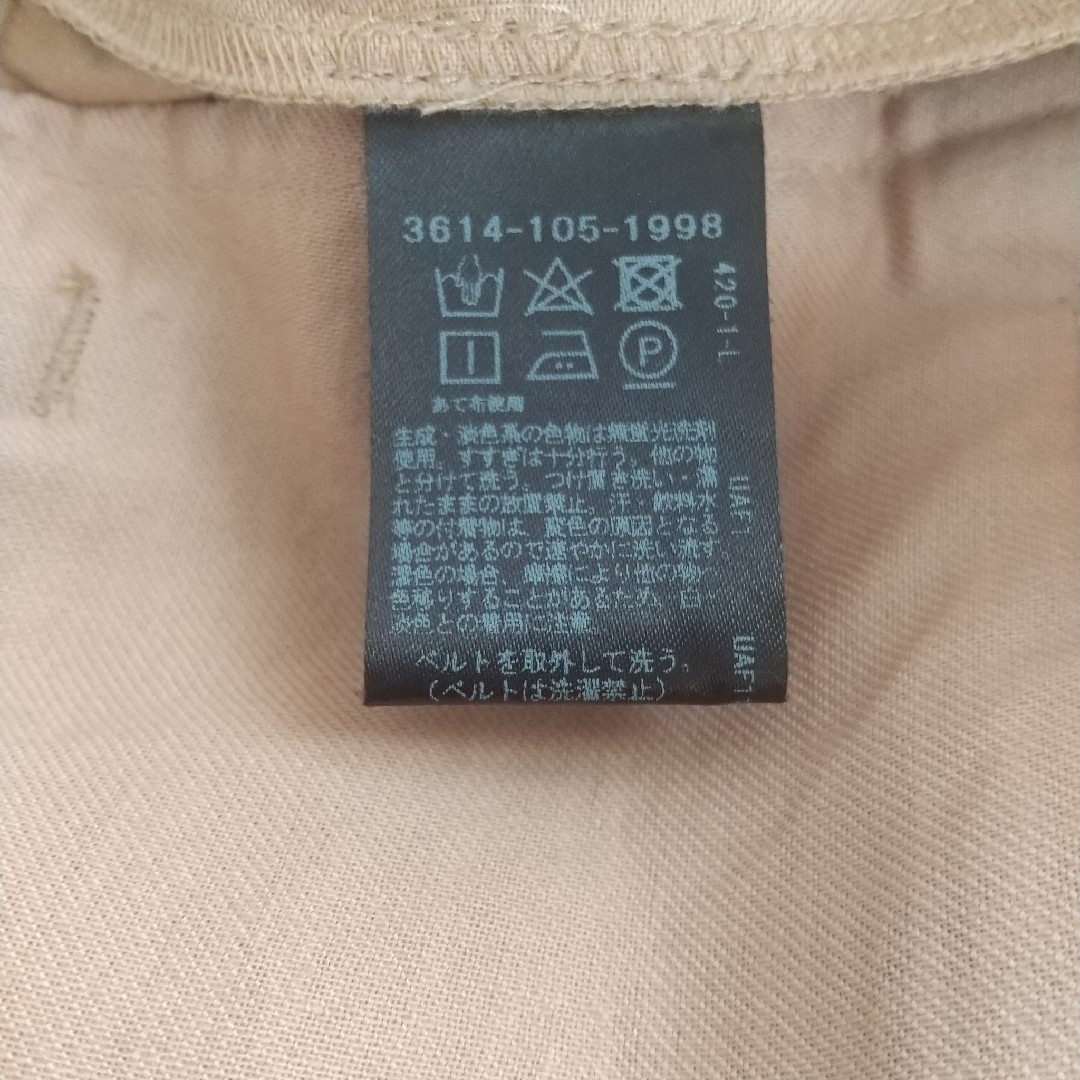 3614-105-1998
420-1-L
あて布使用
生成・淡色系の色物は無蛍光洗剤
使用。すすぎは十分行う。他の物
と分けて洗う。つけ置き洗い・濡
れたままの放置禁止。汗・飲料水
等の付着物は、変色の原因となる
場合があるので速やかに洗い流す。
濃色の場合、摩擦により他の物へ
色移りすることがあるため、白・
淡色との着用に注意。
ベルトを取外して洗う。
(ベルトは洗濯禁止)
UAF1
UAF1